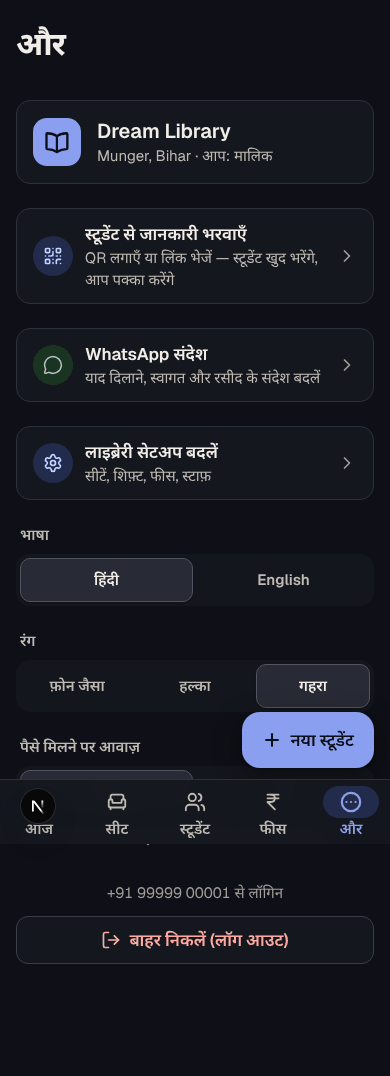 और
Dream Library
Munger, Bihar · आप: मालिक
स्टूडेंट से जानकारी भरवाएँ
QR लगाएँ या लिंक भेजें — स्टूडेंट खुद भरेंगे,
आप पक्का करेंगे
WhatsApp संदेश
याद दिलाने, स्वागत और रसीद के संदेश बदलें
लाइब्रेरी सेटअप बदलें
सीटें, शिफ़्ट, फीस, स्टाफ़
भाषा
हिंदी English
रंग
फ़ोन जैसा हल्का गहरा
पैसे मिलने पर आवाज़
+ नया स्टूडेंट
N
आज सीट स्टूडेंट ₹ फीस और
+91 99999 00001 से लॉगिन
बाहर निकलें (लॉग आउट)